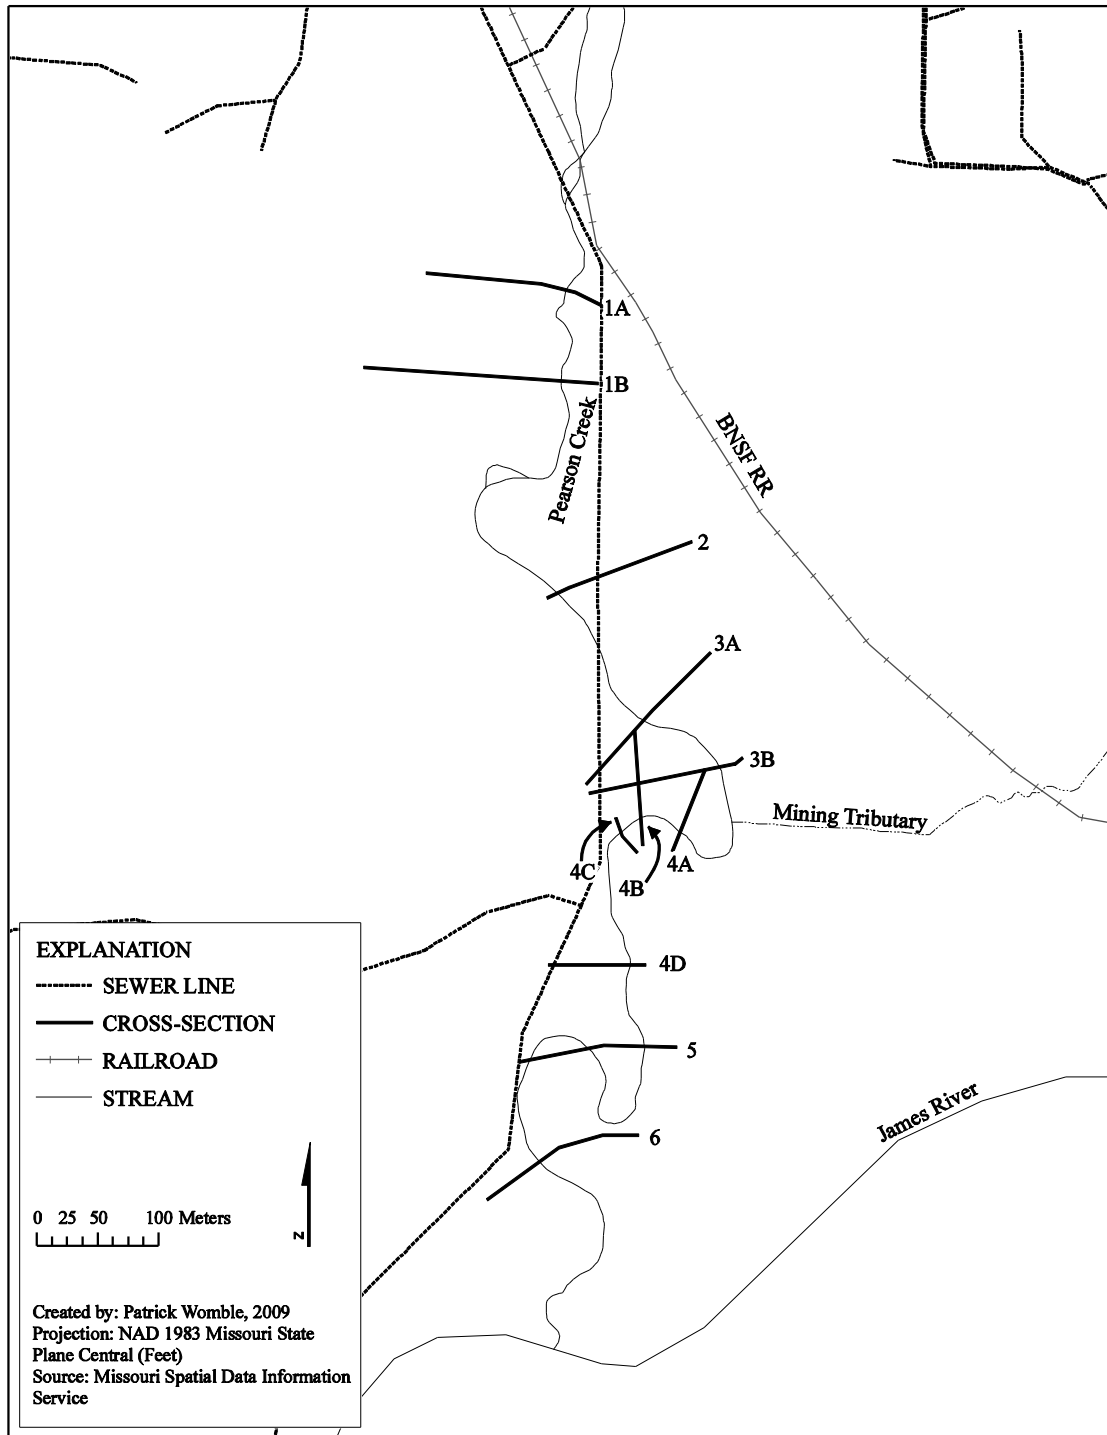 1A
1B
Pearson Creek
BNSF RR
2
3A
3B
Mining Tributary
4C
4B
4A
4D
5
6
James River
EXPLANATION
SEWER LINE
CROSS-SECTION
RAILROAD
STREAM
N
0 25 50 100 Meters
Created by: Patrick Womble, 2009
Projection: NAD 1983 Missouri State
Plane Central (Feet)
Source: Missouri Spatial Data Information
Service